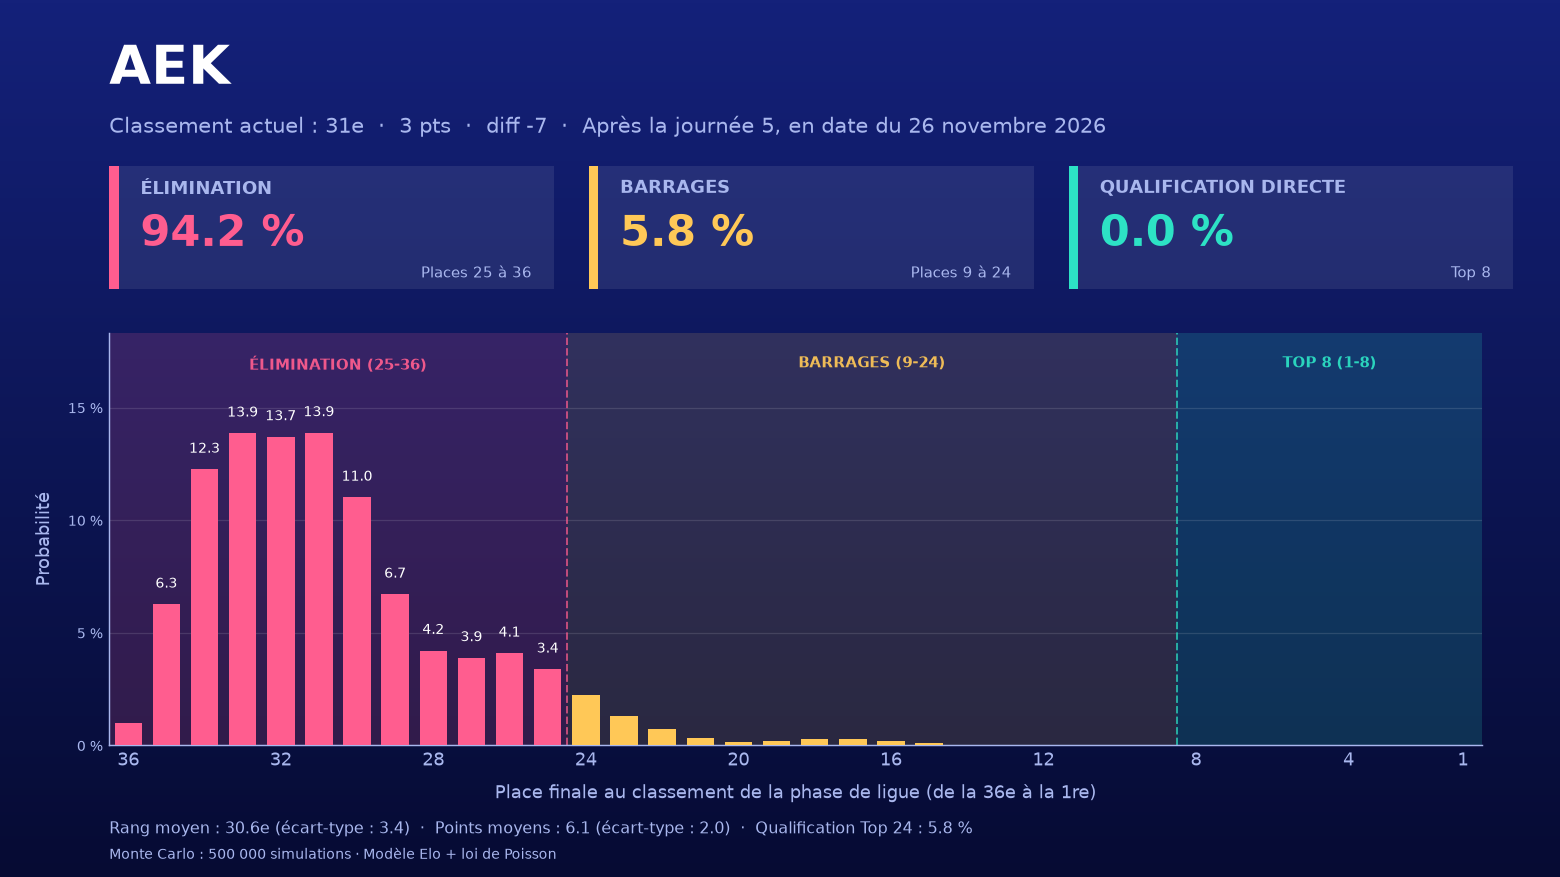 AEK
Classement actuel : 31e · 3 pts · diff -7 · Après la journée 5, en date du 26 novembre 2026
ÉLIMINATION
94.2 %
Places 25 à 36
BARRAGES
5.8 %
Places 9 à 24
QUALIFICATION DIRECTE
0.0 %
Top 8
ÉLIMINATION (25-36)
BARRAGES (9-24)
TOP 8 (1-8)
Probabilité
15 %
10 %
5 %
0 %
6.3
12.3
13.9
13.7
13.9
11.0
6.7
4.2
3.9
4.1
3.4
36 32 28 24 20 16 12 8 4 1
Place finale au classement de la phase de ligue (de la 36e à la 1re)
Rang moyen : 30.6e (écart-type : 3.4) · Points moyens : 6.1 (écart-type : 2.0) · Qualification Top 24 : 5.8 %
Monte Carlo : 500 000 simulations · Modèle Elo + loi de Poisson